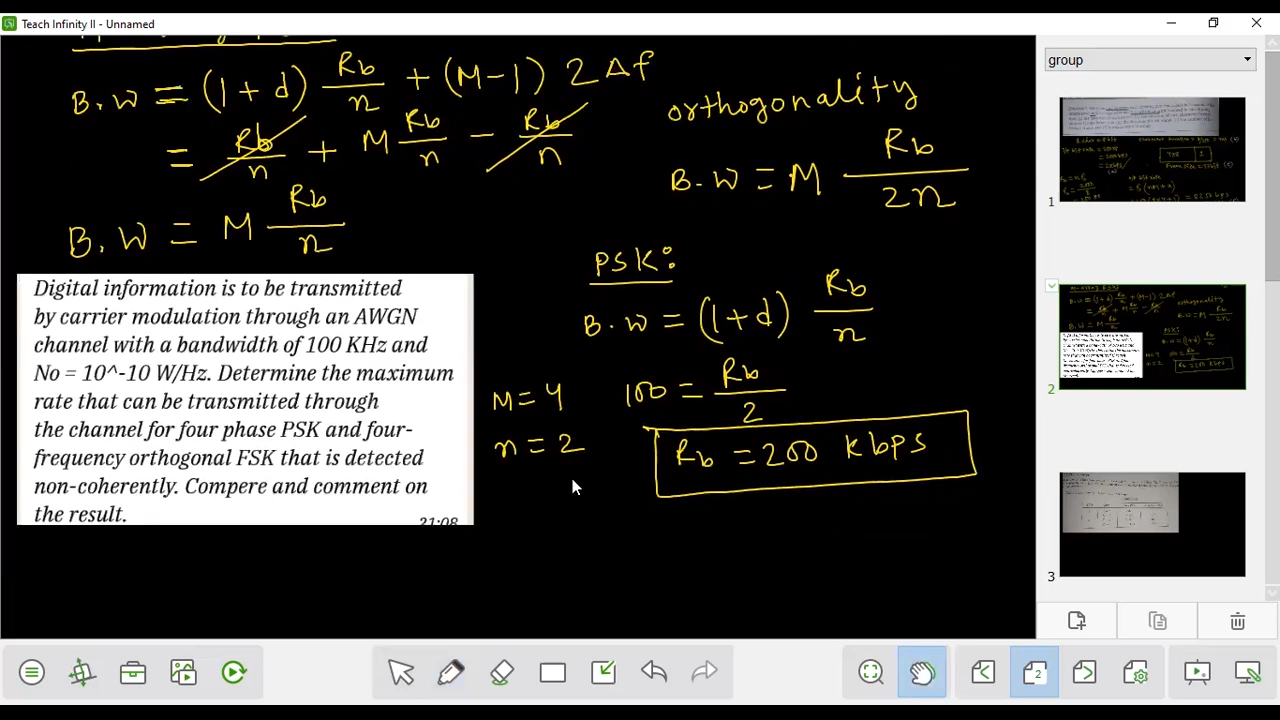 Teach Infinity II - Unnamed
B.W = (1+d) Rb/n + (M-1) 2Δf
= Rb/n + M Rb/n - Rb/n
B.W = M Rb/n
orthogonality
B.W = M Rb/2n
PSK:
B.W = (1+d) Rb/n
M=4 100 = Rb/2
n=2 Rb = 200 kbps
Digital information is to be transmitted
by carrier modulation through an AWGN
channel with a bandwidth of 100 KHz and
No = 10^-10 W/Hz. Determine the maximum
rate that can be transmitted through
the channel for four phase PSK and four-
frequency orthogonal FSK that is detected
non-coherently. Compere and comment on
the result.
21:08
group
1
2
3
2